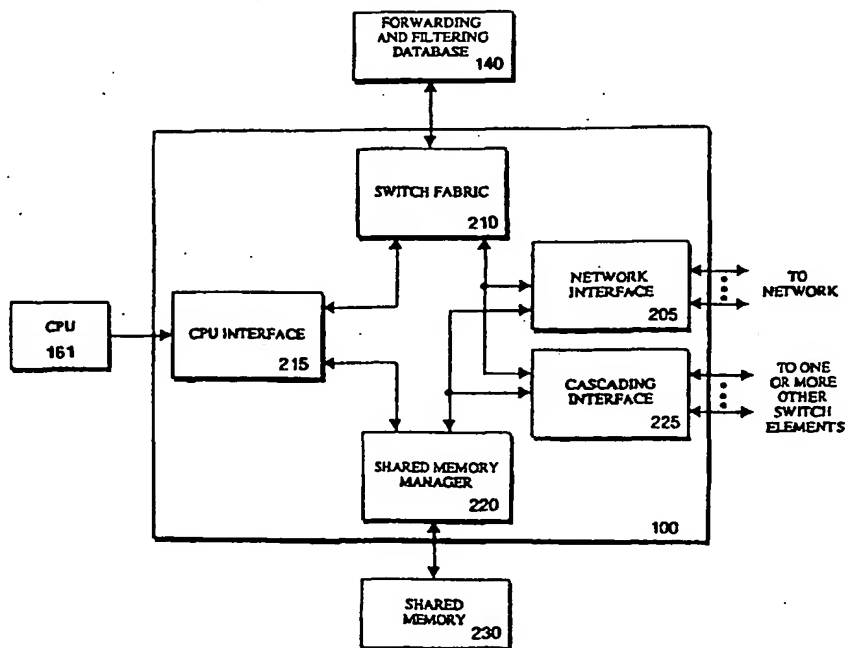 FORWARDING
AND FILTERING
DATABASE
140
SWITCH FABRIC
210
NETWORK
INTERFACE
205
TO
NETWORK
CPU
161
CPU INTERFACE
215
CASCADING
INTERFACE
225
TO ONE
OR MORE
OTHER
SWITCH
ELEMENTS
SHARED MEMORY
MANAGER
220
100
SHARED
MEMORY
230